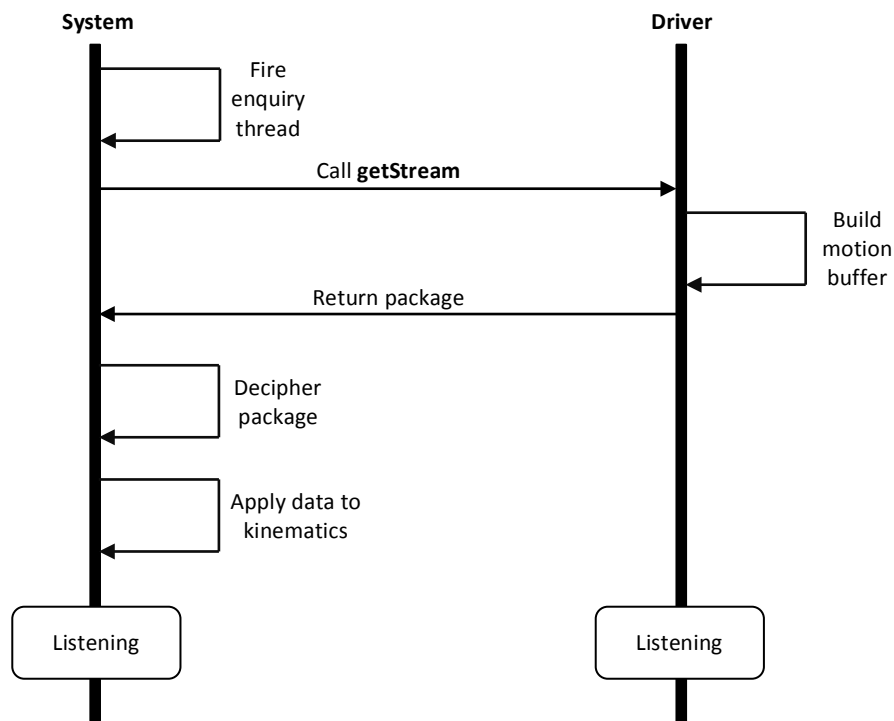 System
Driver
Fire
enquiry
thread
Call getStream
Build
motion
buffer
Return package
Decipher
package
Apply data to
kinematics
Listening
Listening